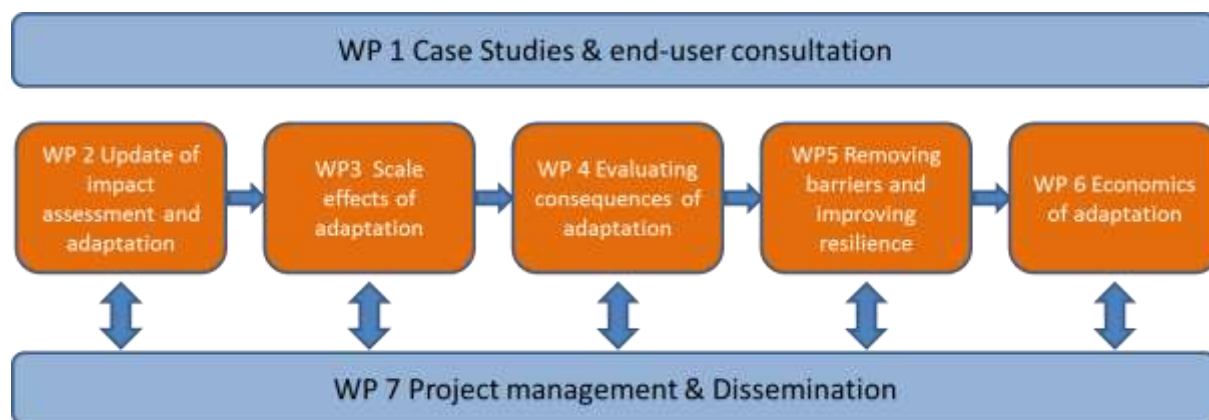 WP 1 Case Studies & end-user consultation
WP 2 Update of
impact
assessment and
adaptation
WP3 Scale
effects of
adaptation
WP 4 Evaluating
consequences of
adaptation
WP5 Removing
barriers and
improving
resilience
WP 6 Economics
of adaptation
WP 7 Project management & Dissemination